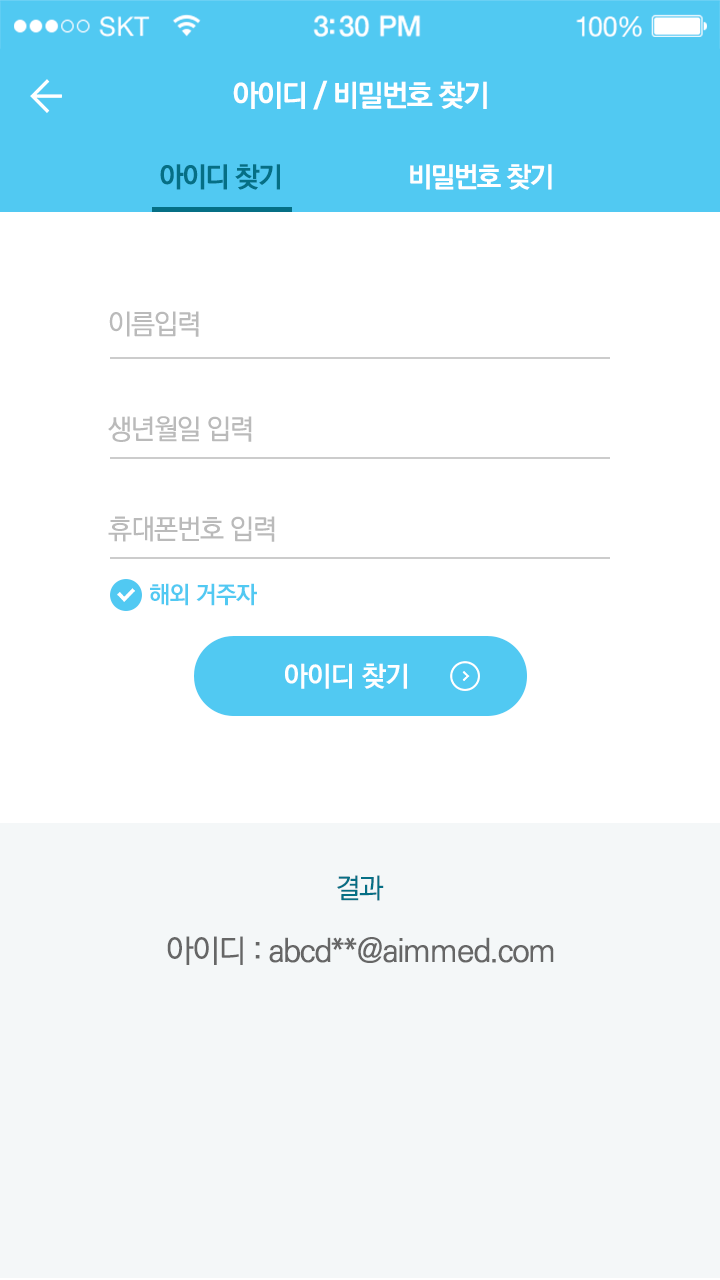 SKT 3:30 PM 100%
아이디 / 비밀번호 찾기
아이디 찾기 비밀번호 찾기
이름입력
생년월일 입력
휴대폰번호 입력
해외 거주자
아이디 찾기
결과
아이디 : abcd**@aimmed.com